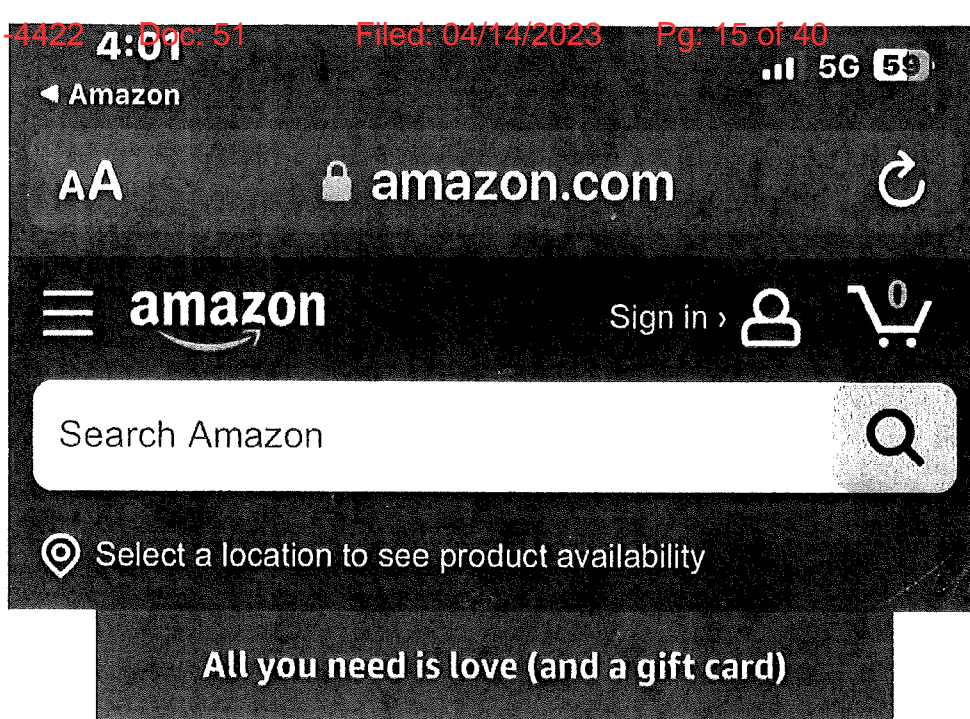 -4422 Doc: 51 Filed: 04/14/2023 Pg: 15 of 40
4:01
5G 59
◀ Amazon
AA amazon.com
amazon Sign in › 0
Search Amazon
Select a location to see product availability
All you need is love (and a gift card)